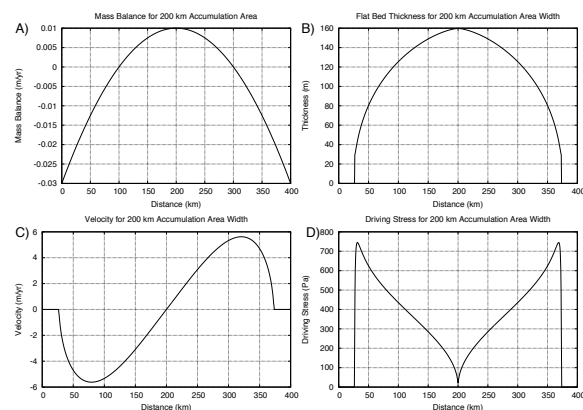 A)
Mass Balance for 200 km Accumulation Area
Mass Balance (m/yr)
0.01
0.005
0
-0.005
-0.01
-0.015
-0.02
-0.025
-0.03
0 50 100 150 200 250 300 350 400
Distance (km)
B)
Flat Bed Thickness for 200 km Accumulation Area Width
Thickness (m)
160
140
120
100
80
60
40
20
0
0 50 100 150 200 250 300 350 400
Distance (km)
C)
Velocity for 200 km Accumulation Area Width
Velocity (m/yr)
6
4
2
0
-2
-4
-6
0 50 100 150 200 250 300 350 400
Distance (km)
D)
Driving Stress for 200 km Accumulation Area Width
Driving Stress (Pa)
800
700
600
500
400
300
200
100
0
0 50 100 150 200 250 300 350 400
Distance (km)